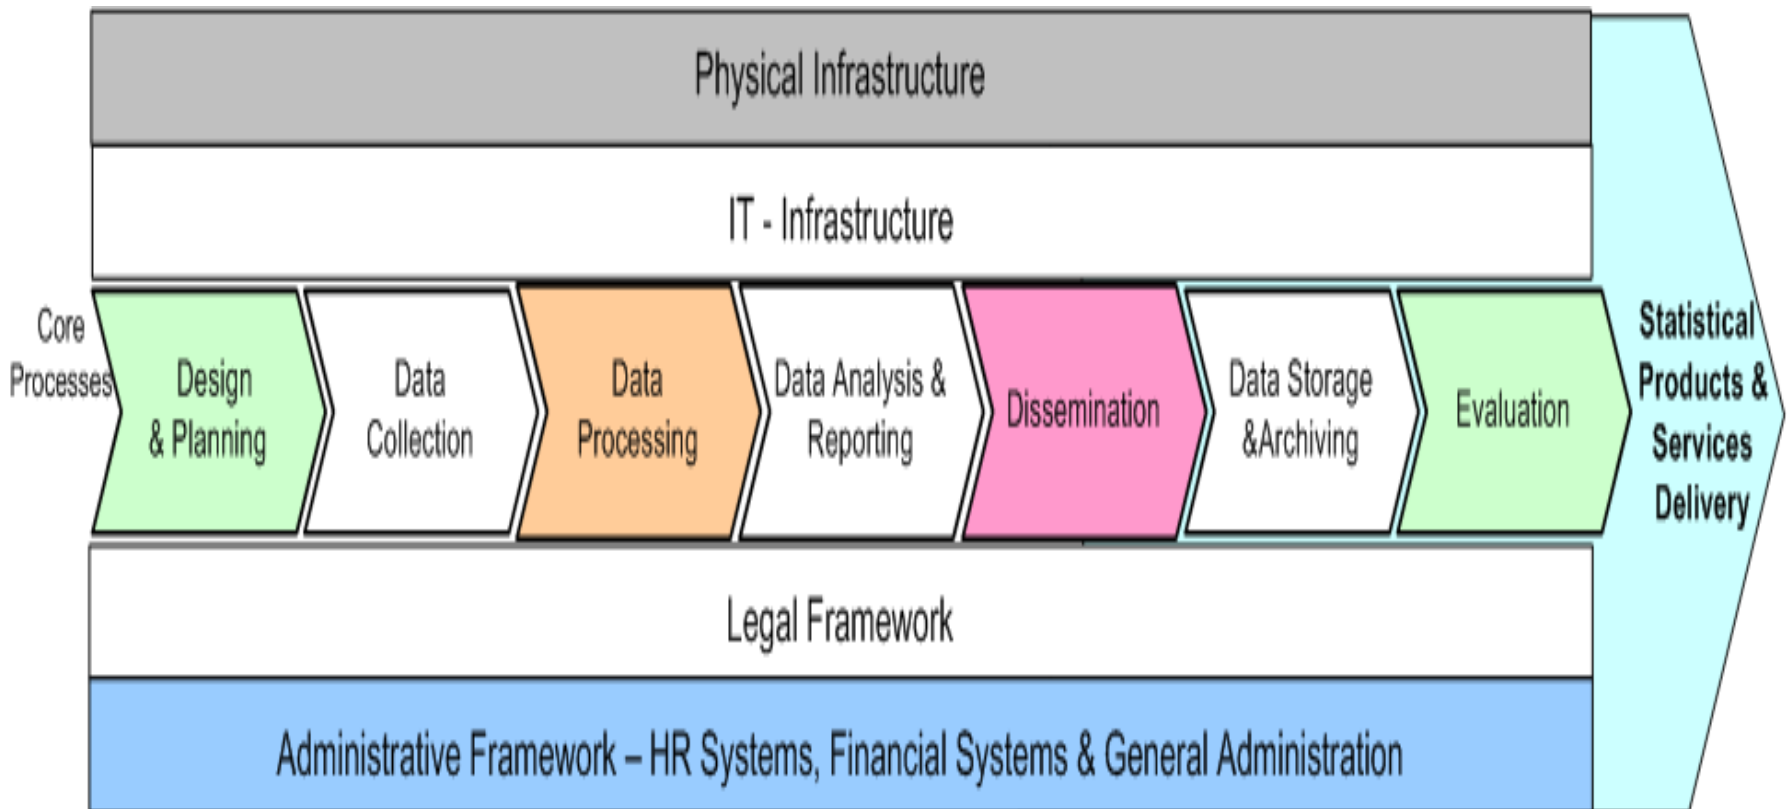 Physical Infrastructure
IT - Infrastructure
Core
Processes
Design
& Planning
Data
Collection
Data
Processing
Data Analysis &
Reporting
Dissemination
Data Storage
&Archiving
Evaluation
Statistical
Products &
Services
Delivery
Legal Framework
Administrative Framework – HR Systems, Financial Systems & General Administration